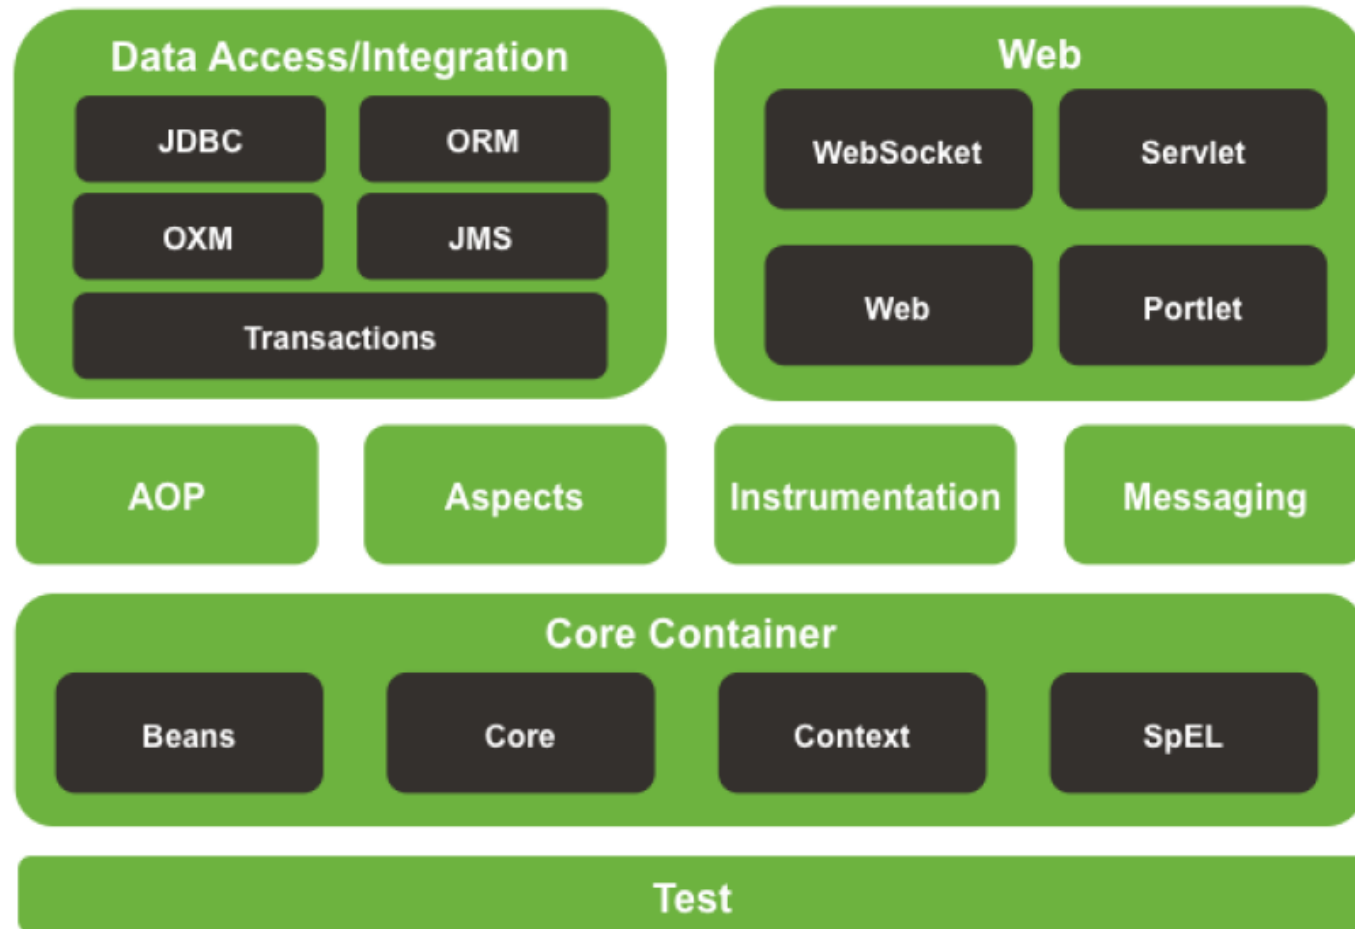 Data Access/Integration
JDBC
ORM
OXM
JMS
Transactions
Web
WebSocket
Servlet
Web
Portlet
AOP
Aspects
Instrumentation
Messaging
Core Container
Beans
Core
Context
SpEL
Test